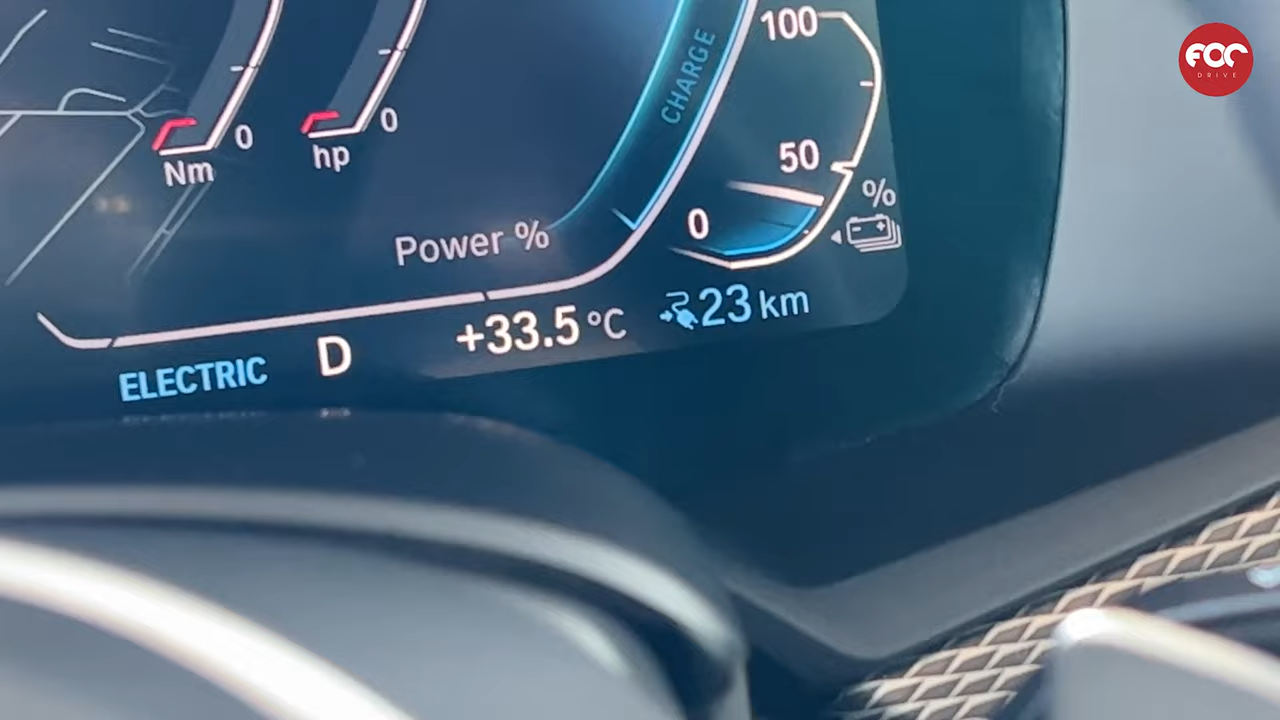 100
FOC
DRIVE
CHARGE
0
0
50
Nm
hp
%
0
Power %
+33.5 °C
23 km
ELECTRIC
D